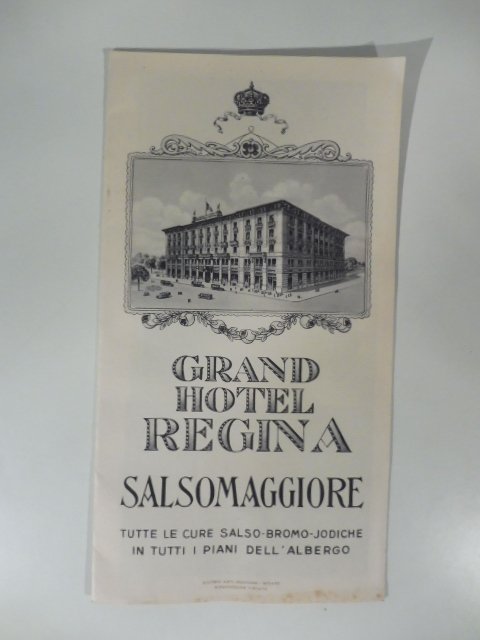 GRAND
HOTEL
REGINA
SALSOMAGGIORE
TUTTE LE CURE SALSO-BROMO-JODICHE
IN TUTTI I PIANI DELL'ALBERGO